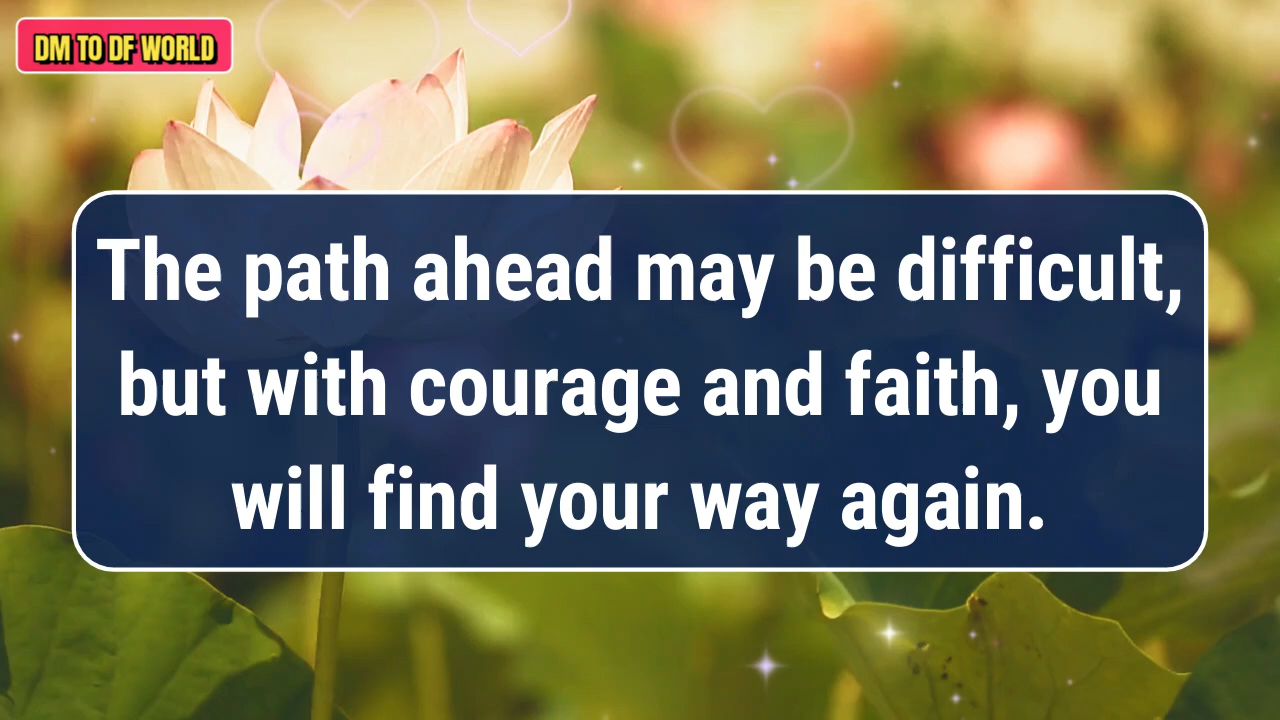 DM TO DF WORLD
The path ahead may be difficult,
but with courage and faith, you
will find your way again.